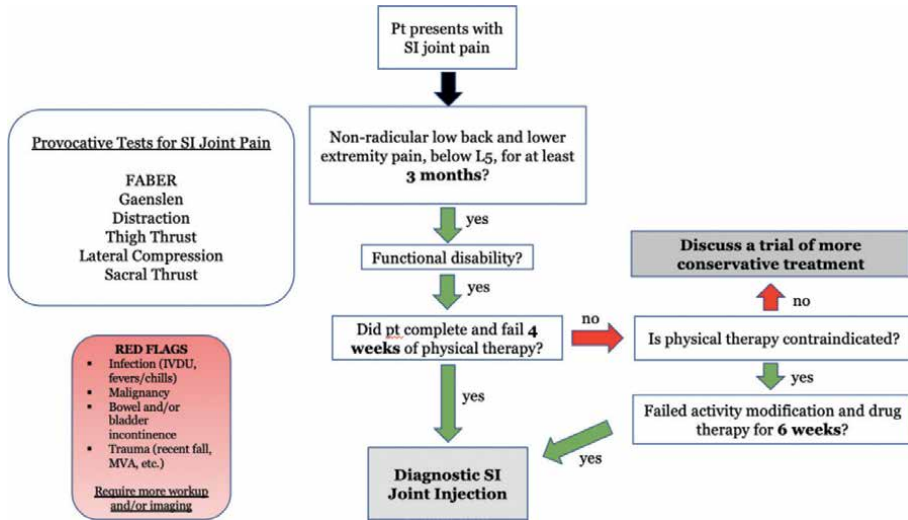 Pt presents with
SI joint pain
Non-radicular low back and lower
extremity pain, below L5, for at least
3 months?
yes
Functional disability?
yes
Did pt complete and fail 4
weeks of physical therapy?
no
Is physical therapy contraindicated?
no
Discuss a trial of more
conservative treatment
yes
Failed activity modification and drug
therapy for 6 weeks?
yes
yes
Diagnostic SI
Joint Injection
Provocative Tests for SI Joint Pain
FABER
Gaenslen
Distraction
Thigh Thrust
Lateral Compression
Sacral Thrust
RED FLAGS
▪ Infection (IVDU,
fevers/chills)
▪ Malignancy
▪ Bowel and/or
bladder
incontinence
▪ Trauma (recent fall,
MVA, etc.)
Require more workup
and/or imaging